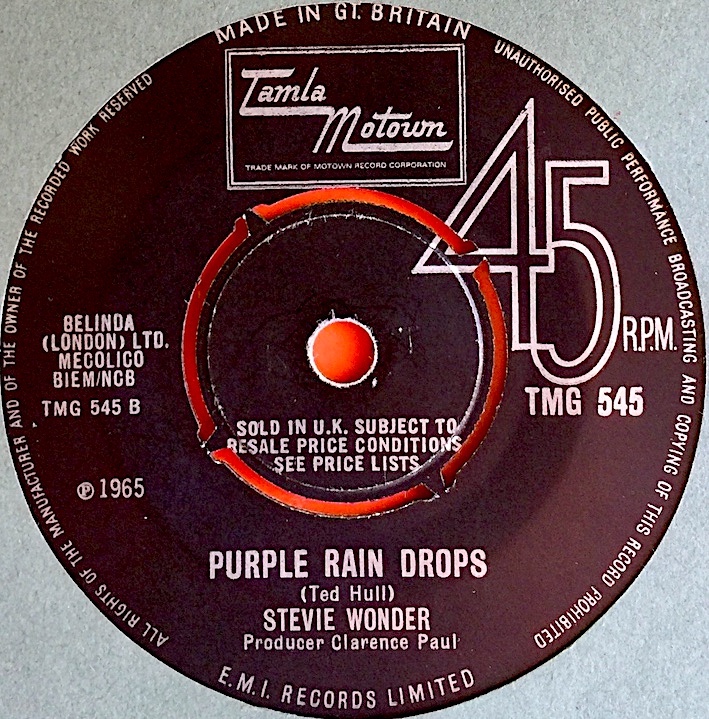 MADE IN GT. BRITAIN
UNAUTHORISED PUBLIC PERFORMANCE BROADCASTING AND COPYING OF THIS RECORD PROHIBITED
ALL RIGHTS OF THE MANUFACTURER AND OF THE OWNER OF THE RECORDED WORK RESERVED
Tamla
Motown
TRADE MARK OF MOTOWN RECORD CORPORATION
45
R.P.M.
TMG 545
BELINDA
(LONDON) LTD.
MECOLICO
BIEM/NCB
TMG 545 B
℗ 1965
SOLD IN U.K. SUBJECT TO
RESALE PRICE CONDITIONS
SEE PRICE LISTS
PURPLE RAIN DROPS
(Ted Hull)
STEVIE WONDER
Producer Clarence Paul
E.M.I. RECORDS LIMITED